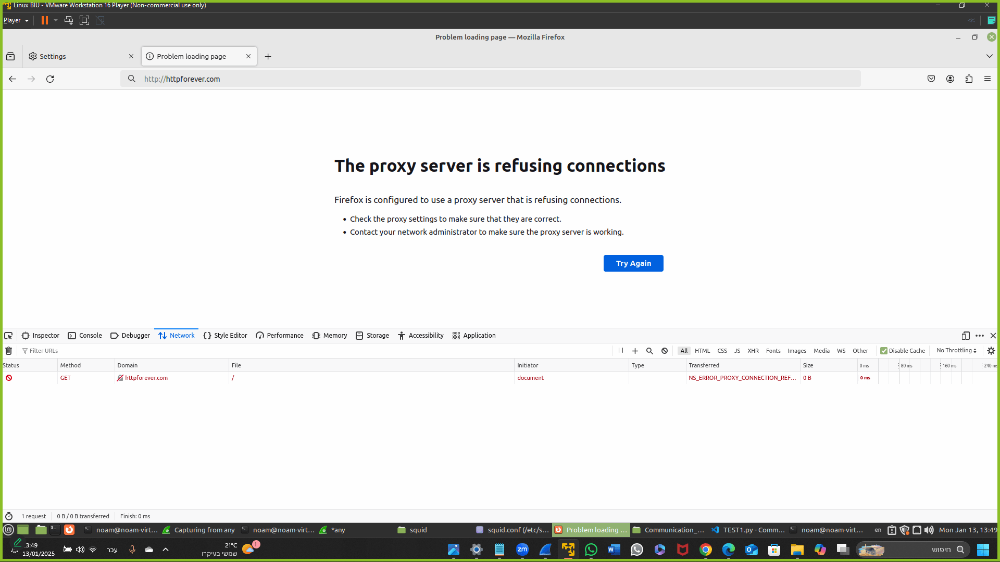 Linux BIU - VMware Workstation 16 Player (Non-commercial use only)
Player
Problem loading page — Mozilla Firefox
Settings
Problem loading page
http://httpforever.com
The proxy server is refusing connections
Firefox is configured to use a proxy server that is refusing connections.
• Check the proxy settings to make sure that they are correct.
• Contact your network administrator to make sure the proxy server is working.
Try Again
Inspector Console Debugger Network Style Editor Performance Memory Storage Accessibility Application
Filter URLs All HTML CSS JS XHR Fonts Images Media WS Other Disable Cache No Throttling
Status Method Domain File Initiator Type Transferred Size 0 ms 80 ms 160 ms 240 ms
GET httpforever.com / document NS_ERROR_PROXY_CONNECTION_REF... 0 B 0 ms
1 request 0 B / 0 B transferred Finish: 0 ms
noam@noam-virt... Capturing from any noam@noam-virt... *any squid squid.conf (/etc/s... Problem loading ... Communication_... TEST1.py - Comm... noam@noam-virt... en Mon Jan 13, 13:49
3:49
13/01/2025
עבר
21°C
שמשי בעיקרו
1
zm
חיפוש